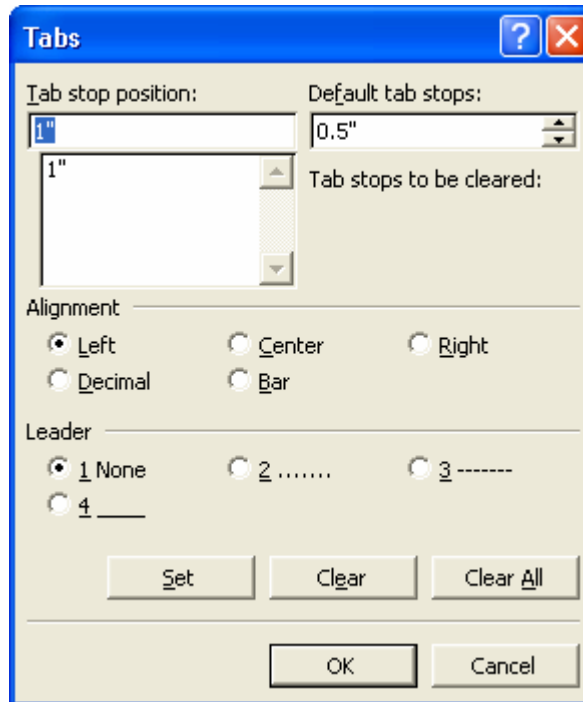 Tabs
Tab stop position: Default tab stops:
1" 0.5"
1" Tab stops to be cleared:
Alignment
Left Center Right
Decimal Bar
Leader
1 None 2 ....... 3 -------
4 ____
Set Clear Clear All
OK Cancel